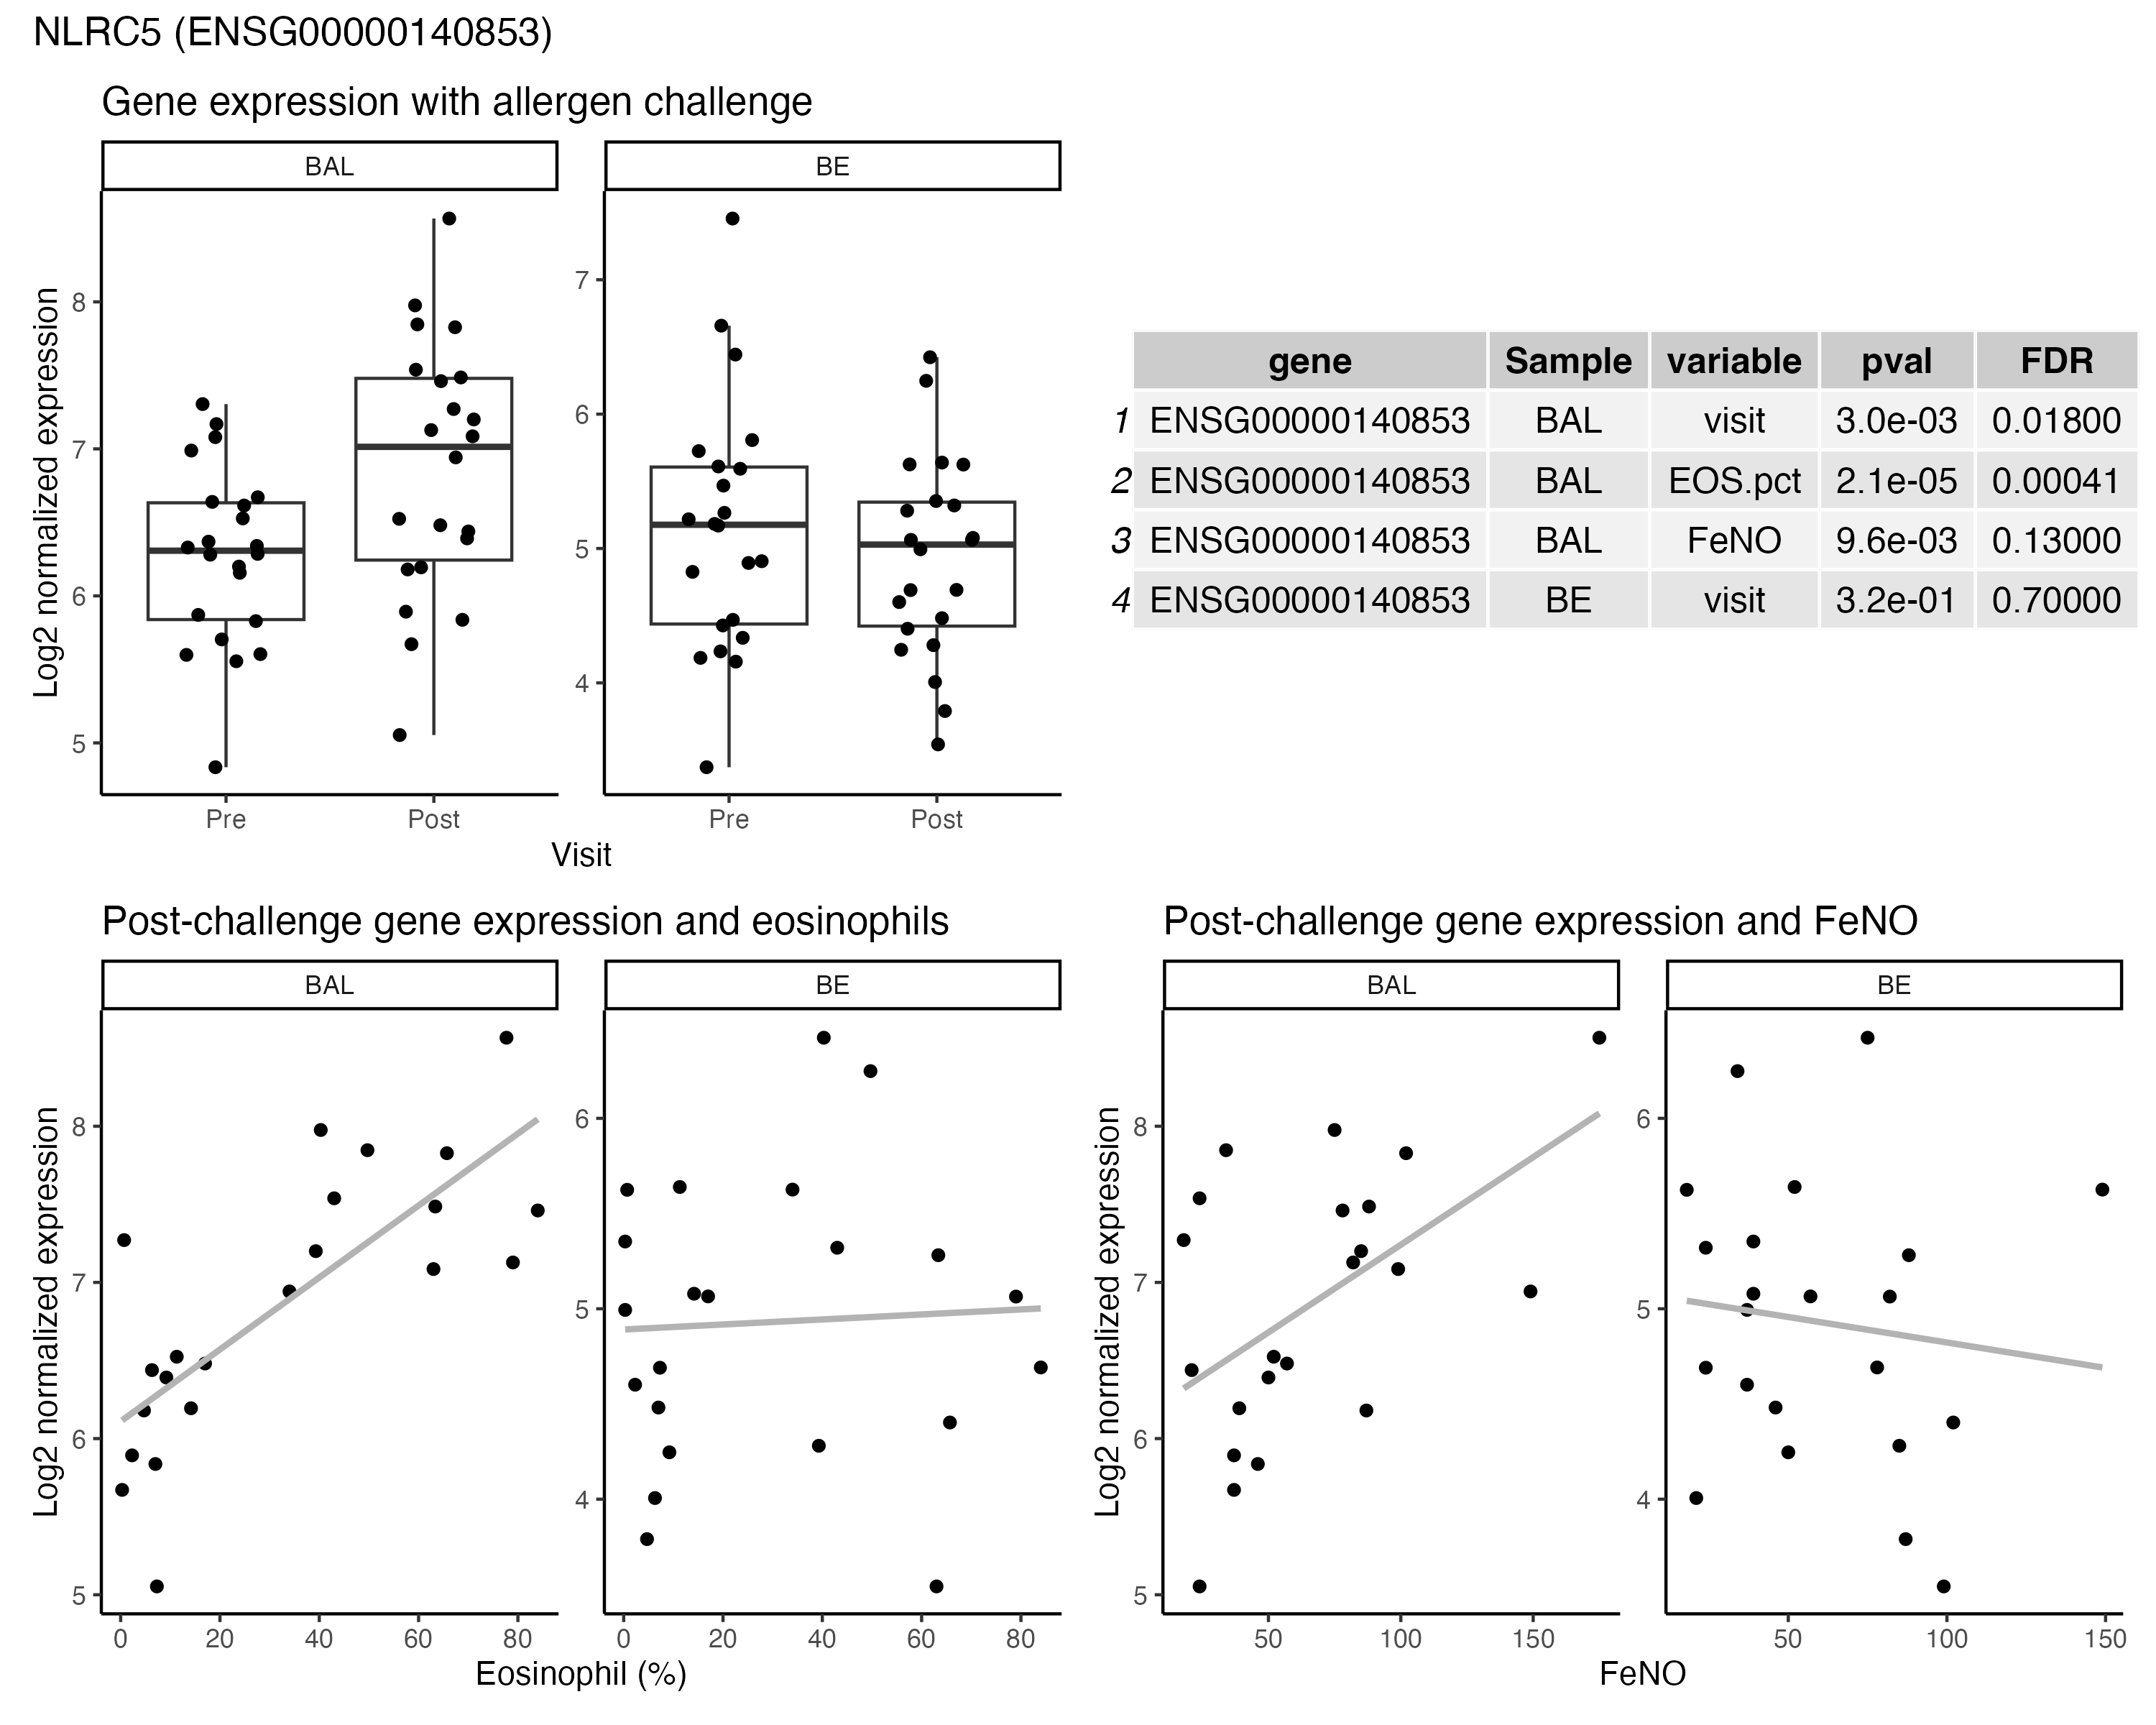 NLRC5 (ENSG00000140853)
Gene expression with allergen challenge
BAL
BE
Log2 normalized expression
8
7
6
5
7
6
5
4
Pre
Post
Pre
Post
Visit
gene Sample variable pval FDR
1 ENSG00000140853 BAL visit 3.0e-03 0.01800
2 ENSG00000140853 BAL EOS.pct 2.1e-05 0.00041
3 ENSG00000140853 BAL FeNO 9.6e-03 0.13000
4 ENSG00000140853 BE visit 3.2e-01 0.70000
Post-challenge gene expression and eosinophils
BAL
BE
Log2 normalized expression
8
7
6
5
6
5
4
0 20 40 60 80
0 20 40 60 80
Eosinophil (%)
Post-challenge gene expression and FeNO
BAL
BE
Log2 normalized expression
8
7
6
5
6
5
4
50 100 150
50 100 150
FeNO